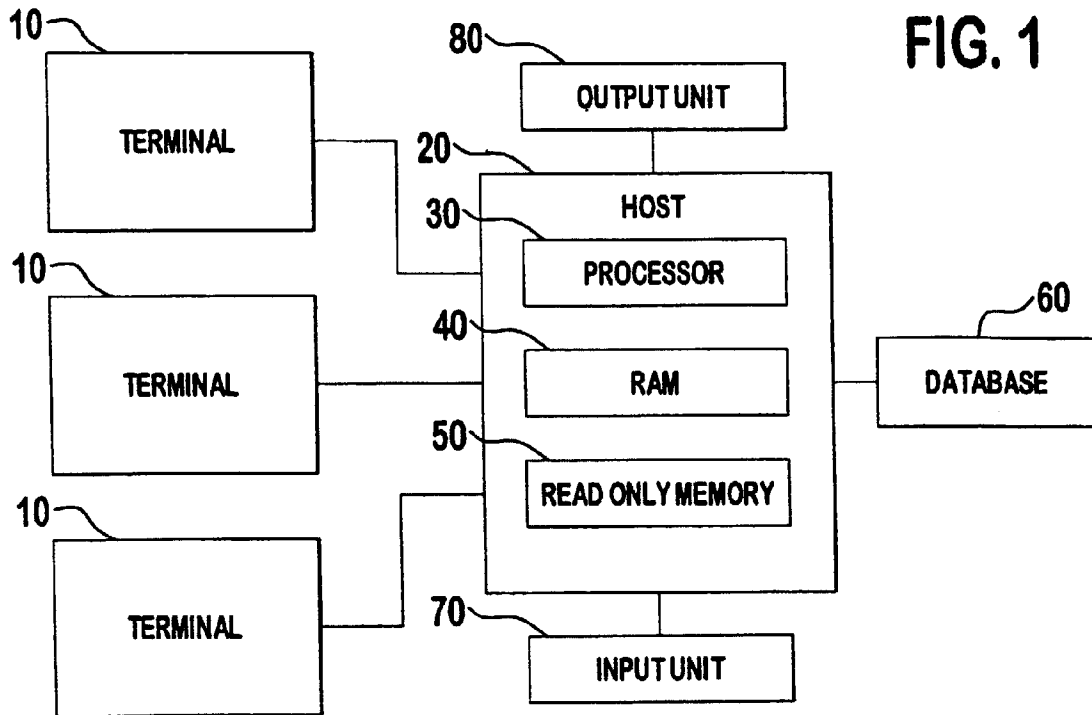 FIG. 1
10
TERMINAL
80
OUTPUT UNIT
20
HOST
30
PROCESSOR
10
TERMINAL
40
RAM
60
DATABASE
50
READ ONLY MEMORY
10
TERMINAL
70
INPUT UNIT